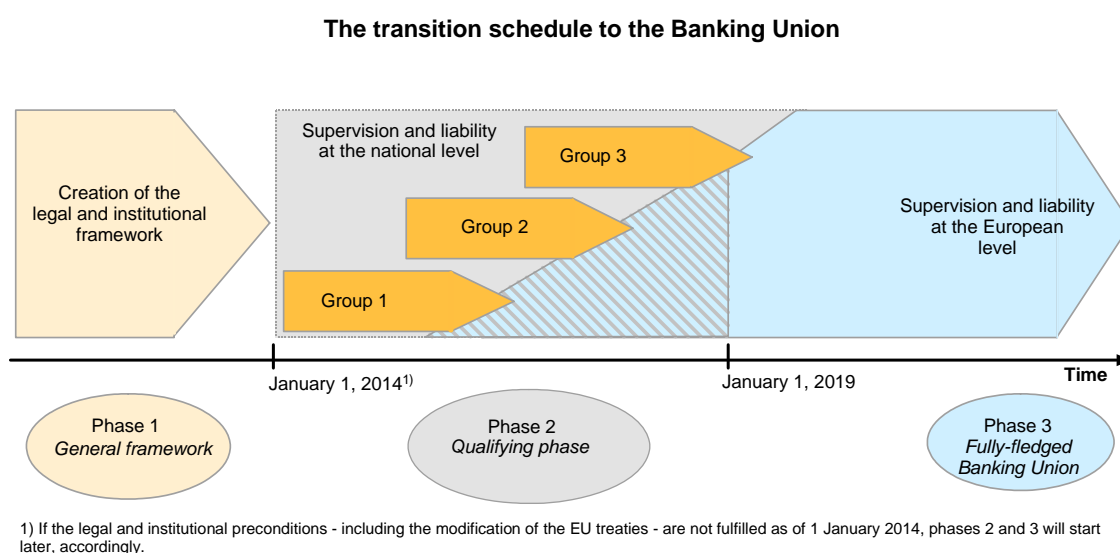 The transition schedule to the Banking Union
Creation of the
legal and institutional
framework
Supervision and liability
at the national level
Group 3
Group 2
Group 1
Supervision and liability
at the European
level
January 1, 2014¹⁾
January 1, 2019
Time
Phase 1
General framework
Phase 2
Qualifying phase
Phase 3
Fully-fledged
Banking Union
1) If the legal and institutional preconditions - including the modification of the EU treaties - are not fulfilled as of 1 January 2014, phases 2 and 3 will start
later, accordingly.